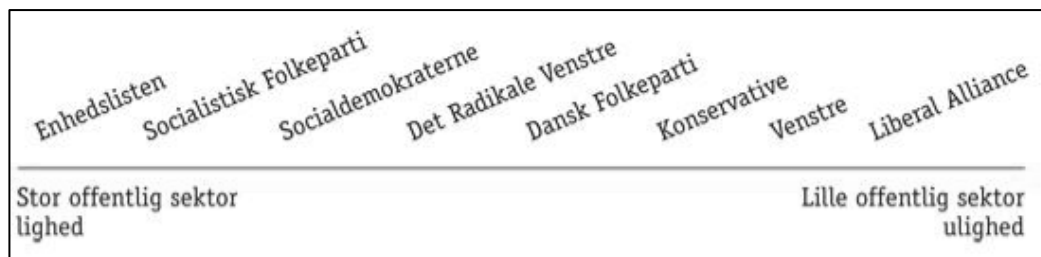 Enhedslisten
Socialistisk Folkeparti
Socialdemokraterne
Det Radikale Venstre
Dansk Folkeparti
Konservative
Venstre
Liberal Alliance
Stor offentlig sektor
lighed
Lille offentlig sektor
ulighed